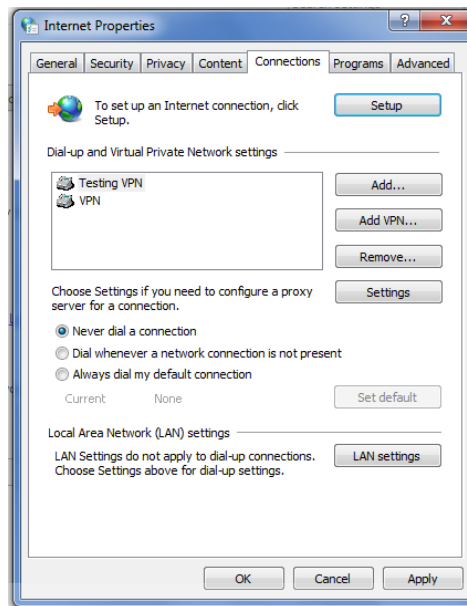 Internet Properties
General Security Privacy Content Connections Programs Advanced
To set up an Internet connection, click
Setup.
Setup
Dial-up and Virtual Private Network settings
Testing VPN
VPN
Add...
Add VPN...
Remove...
Choose Settings if you need to configure a proxy
server for a connection.
Settings
Never dial a connection
Dial whenever a network connection is not present
Always dial my default connection
Current None
Set default
Local Area Network (LAN) settings
LAN Settings do not apply to dial-up connections.
Choose Settings above for dial-up settings.
LAN settings
OK Cancel Apply